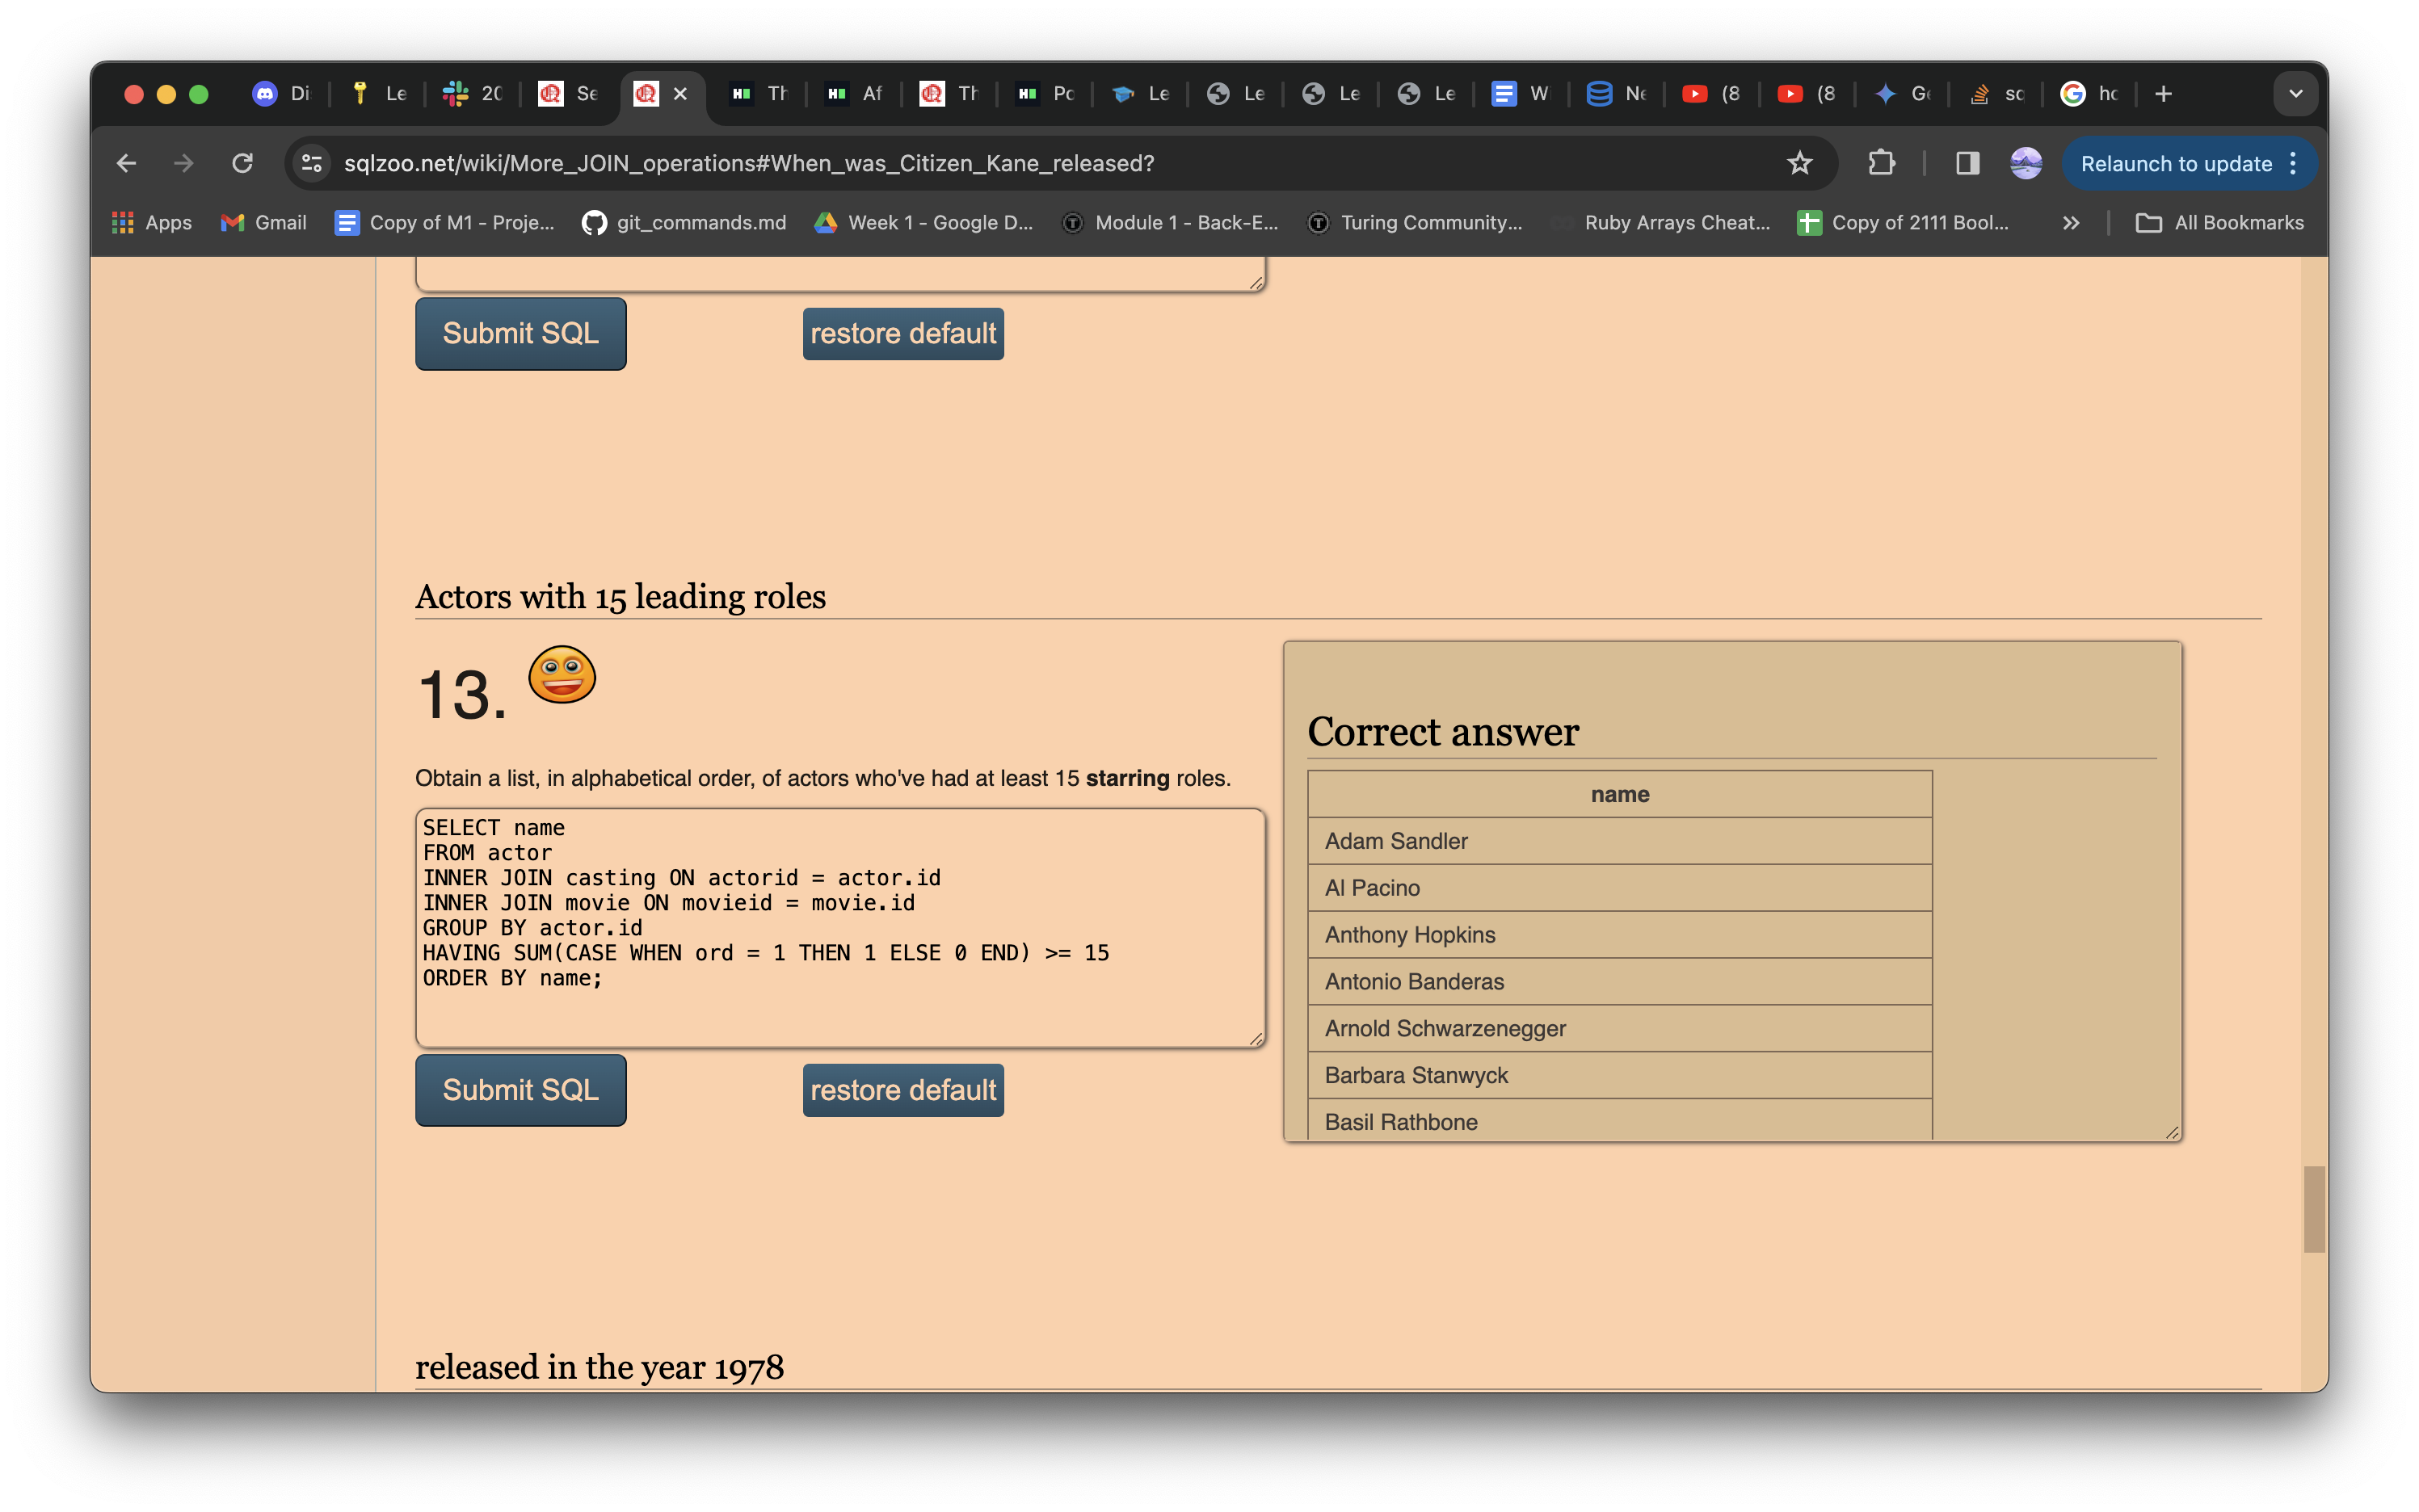 Di
Le
20
Se
Th
Af
Th
Po
Le
Le
Le
Le
W
Ne
(8
(8
Ge
sq
ho
sqlzoo.net/wiki/More_JOIN_operations#When_was_Citizen_Kane_released?
Relaunch to update
Apps
Gmail
Copy of M1 - Proje...
git_commands.md
Week 1 - Google D...
Module 1 - Back-E...
Turing Community...
Ruby Arrays Cheat...
Copy of 2111 Bool...
All Bookmarks
Submit SQL
restore default
Actors with 15 leading roles
13.
Obtain a list, in alphabetical order, of actors who've had at least 15 starring roles.
SELECT name
FROM actor
INNER JOIN casting ON actorid = actor.id
INNER JOIN movie ON movieid = movie.id
GROUP BY actor.id
HAVING SUM(CASE WHEN ord = 1 THEN 1 ELSE 0 END) >= 15
ORDER BY name;
Submit SQL
restore default
Correct answer
name
Adam Sandler
Al Pacino
Anthony Hopkins
Antonio Banderas
Arnold Schwarzenegger
Barbara Stanwyck
Basil Rathbone
released in the year 1978